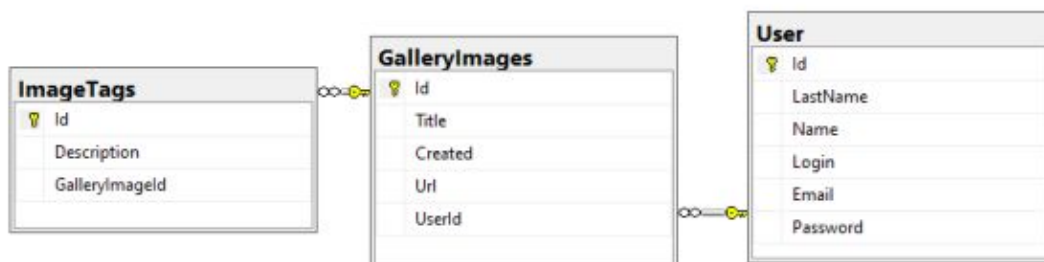 ImageTags
Id
Description
GalleryImageId
GalleryImages
Id
Title
Created
Url
UserId
User
Id
LastName
Name
Login
Email
Password